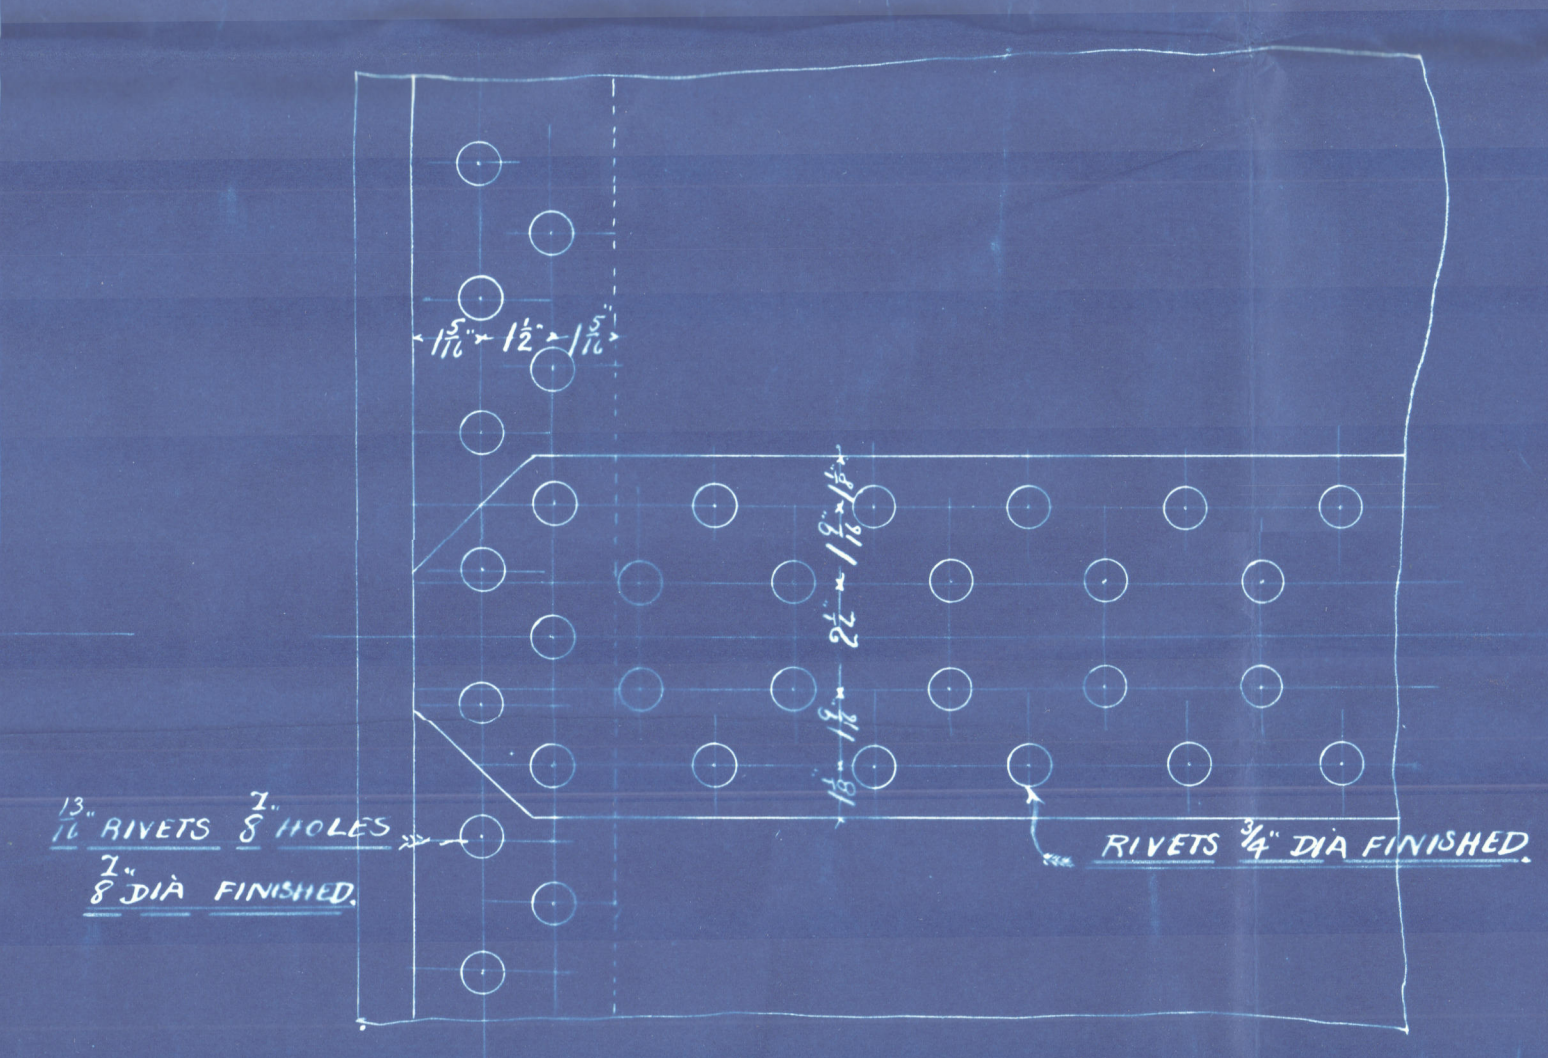 1 5/16" 1 1/2" 1 5/16"
1 1/8" 1 9/16" 2 1/2" 1 9/16" 1 1/8"
13/16" RIVETS 7/8" HOLES
7/8" DIA FINISHED.
RIVETS 3/4" DIA FINISHED.